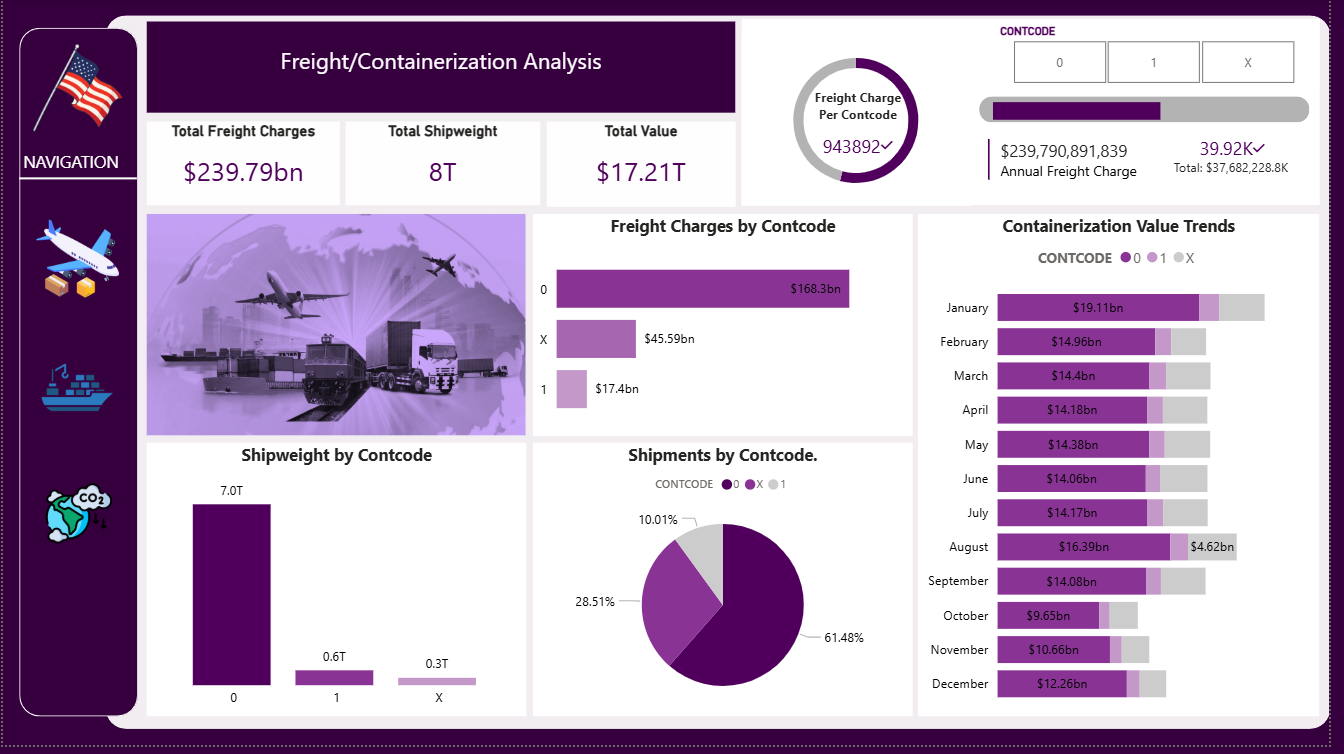 NAVIGATION
CO2
Freight/Containerization Analysis
Total Freight Charges
$239.79bn
Total Shipweight
8T
Total Value
$17.21T
Freight Charge
Per Contcode
943892
CONTCODE
0
1
X
$239,790,891,839
Annual Freight Charge
39.92K
Total: $37,682,228.8K
Freight Charges by Contcode
0 $168.3bn
X $45.59bn
1 $17.4bn
Containerization Value Trends
CONTCODE 0 1 X
January $19.11bn
February $14.96bn
March $14.4bn
April $14.18bn
May $14.38bn
June $14.06bn
July $14.17bn
August $16.39bn $4.62bn
September $14.08bn
October $9.65bn
November $10.66bn
December $12.26bn
Shipweight by Contcode
7.0T
0.6T
0.3T
0 1 X
Shipments by Contcode.
CONTCODE 0 X 1
10.01%
28.51%
61.48%